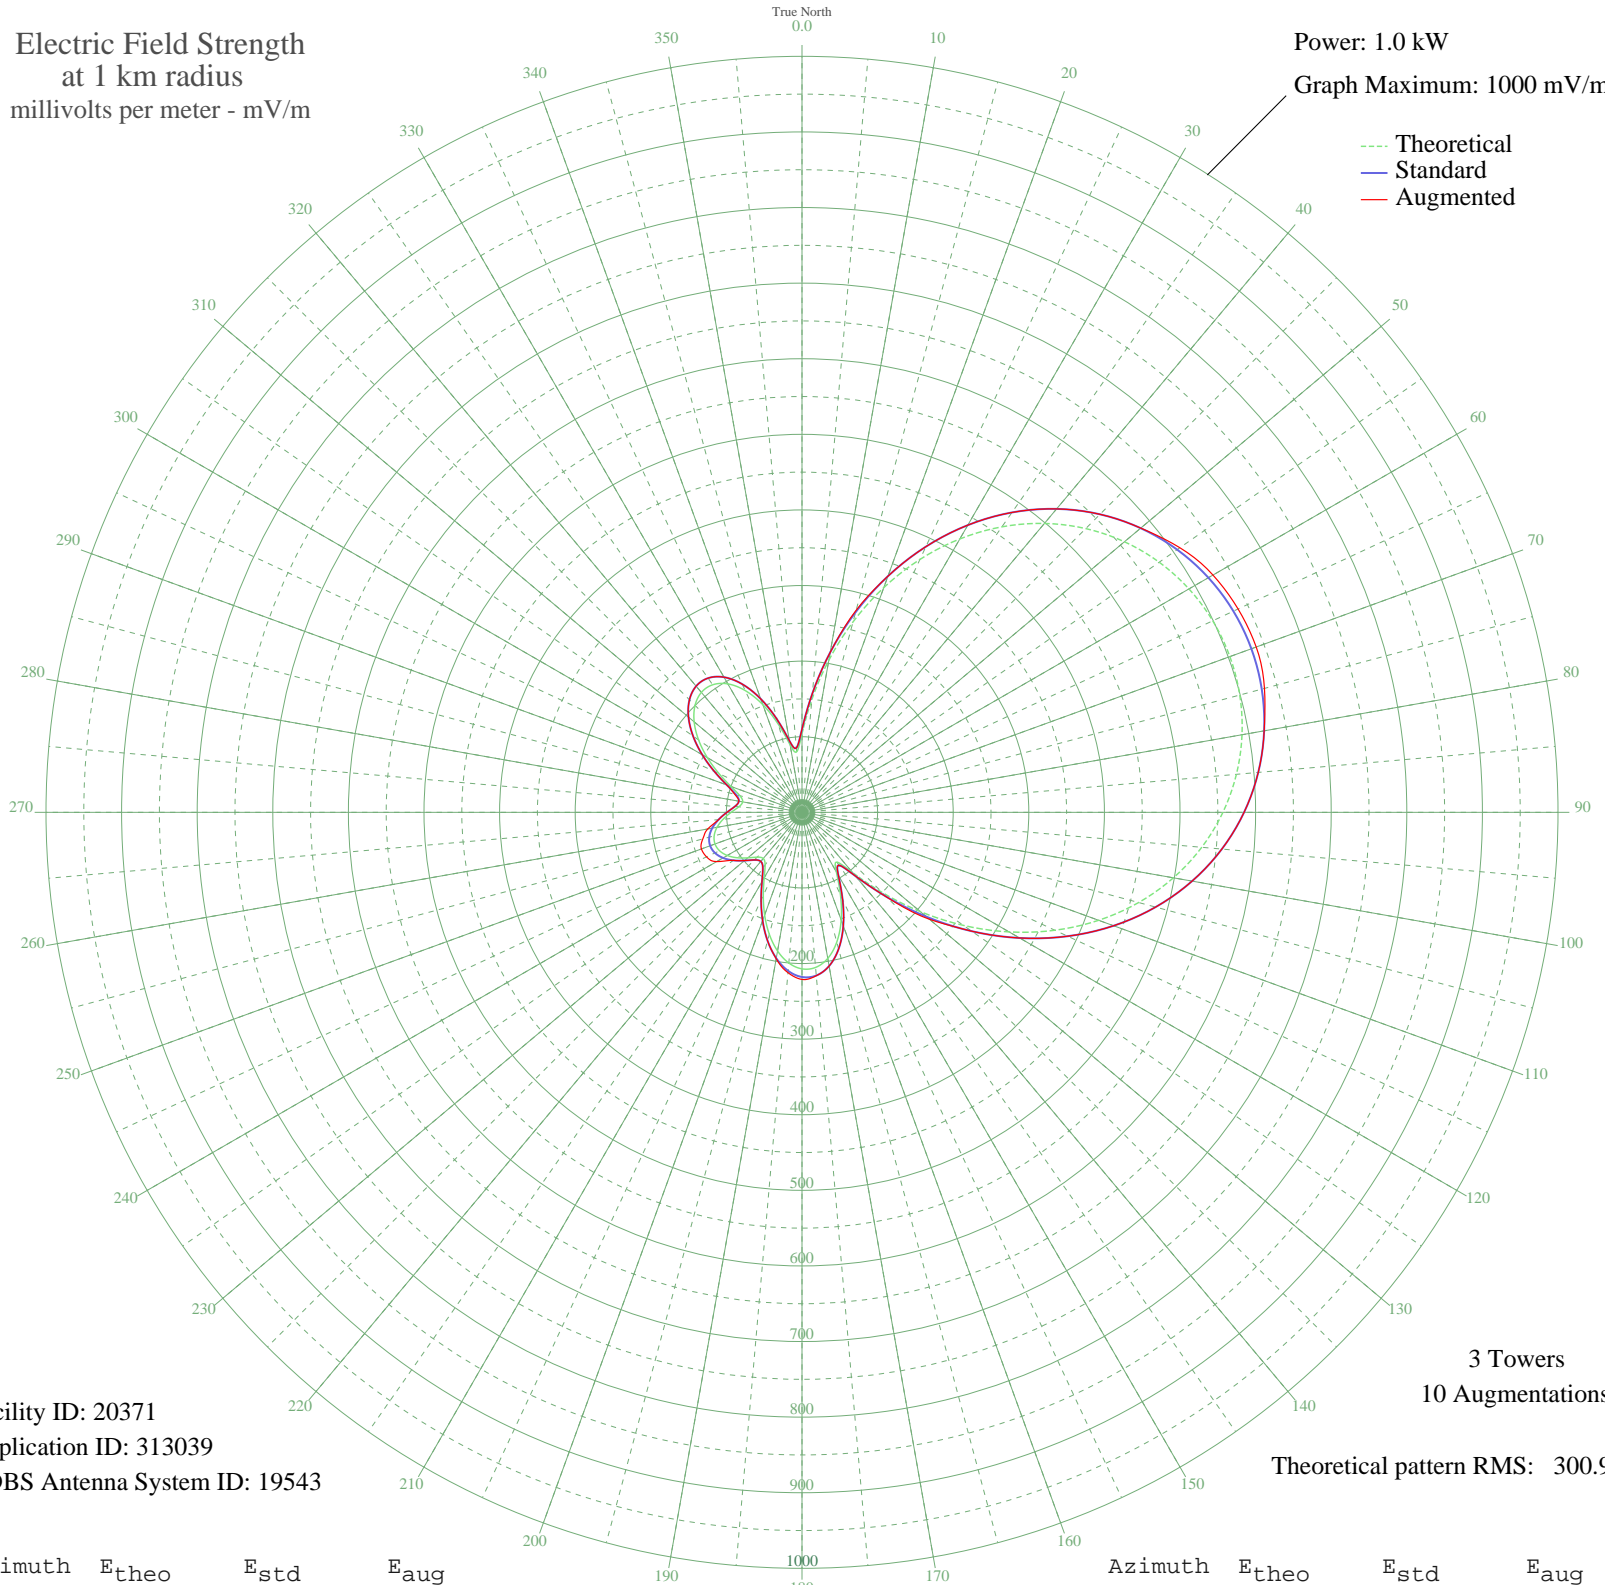 True North
0.0
10
20
30
40
50
60
70
80
90
100
110
120
130
140
150
160
170
190
200
210
220
230
240
250
260
270
280
290
300
310
320
330
340
350
Electric Field Strength
at 1 km radius
millivolts per meter - mV/m
Power: 1.0 kW
Graph Maximum: 1000 mV/m
Theoretical
Standard
Augmented
200
300
400
500
600
700
800
900
1000
3 Towers
10 Augmentations
Theoretical pattern RMS: 300.9
cility ID: 20371
plication ID: 313039
DBS Antenna System ID: 19543
imuth Etheo Estd Eaug
Azimuth Etheo Estd Eaug